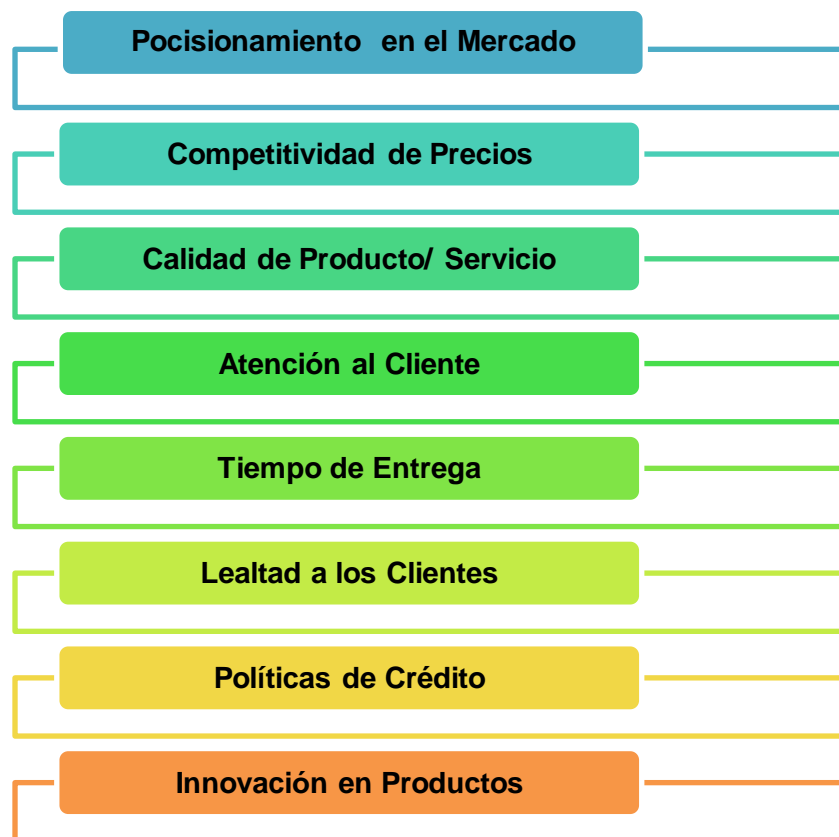 Pocisionamiento en el Mercado
Competitividad de Precios
Calidad de Producto/ Servicio
Atención al Cliente
Tiempo de Entrega
Lealtad a los Clientes
Políticas de Crédito
Innovación en Productos